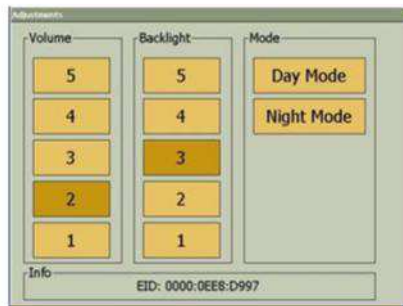 Adjustments
Volume
5
4
3
2
1
Backlight
5
4
3
2
1
Mode
Day Mode
Night Mode
Info
EID: 0000:0EE8:D997